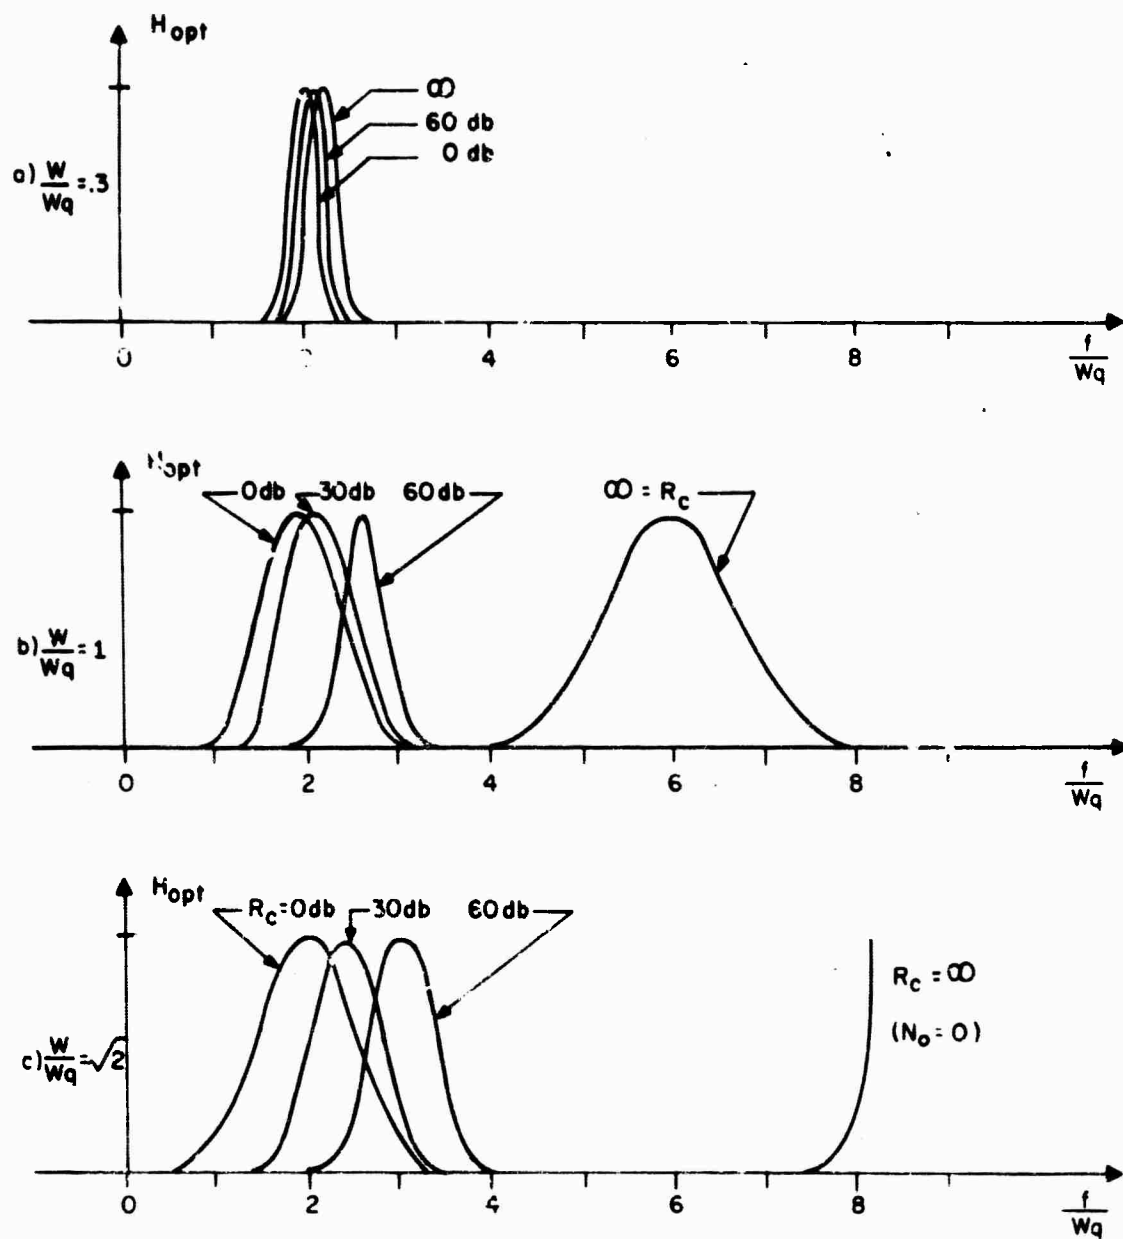 H opt
∞
60 db
0 db
a) W/Wq = .3
0 2 4 6 8
f/Wq
Hopt
0db 30db 60db ∞ = Rc
b) W/Wq = 1
0 2 4 6 8
f/Wq
Hopt
Rc=0db 30db 60db
Rc = ∞
(No = 0)
c) W/Wq = √2
0 2 4 6 8
f/Wq